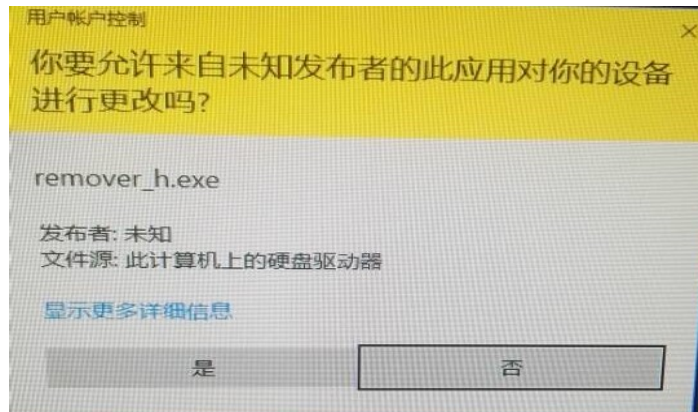 用户帐户控制
你要允许来自未知发布者的此应用对你的设备
进行更改吗?
remover_h.exe
发布者: 未知
文件源: 此计算机上的硬盘驱动器
显示更多详细信息
是
否